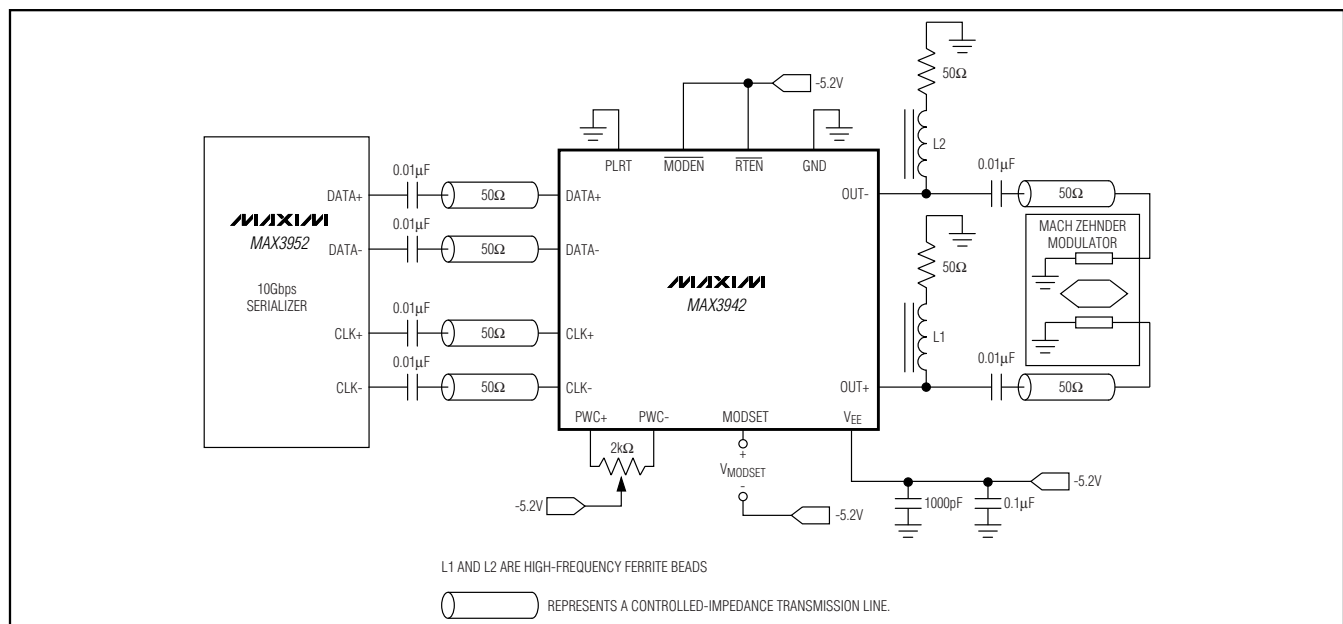 50Ω
-5.2V
L2
PLRT
MODEN
RTEN
GND
0.01µF
0.01µF
DATA+
50Ω
DATA+
OUT-
50Ω
MAXIM
MAX3952
0.01µF
MACH ZEHNDER
MODULATOR
DATA-
50Ω
DATA-
50Ω
MAXIM
MAX3942
10Gbps
SERIALIZER
0.01µF
CLK+
50Ω
CLK+
L1
0.01µF
0.01µF
CLK-
50Ω
CLK-
OUT+
50Ω
PWC+
PWC-
MODSET
VEE
2kΩ
+
VMODSET
-
-5.2V
-5.2V
1000pF
0.1µF
-5.2V
L1 AND L2 ARE HIGH-FREQUENCY FERRITE BEADS
REPRESENTS A CONTROLLED-IMPEDANCE TRANSMISSION LINE.